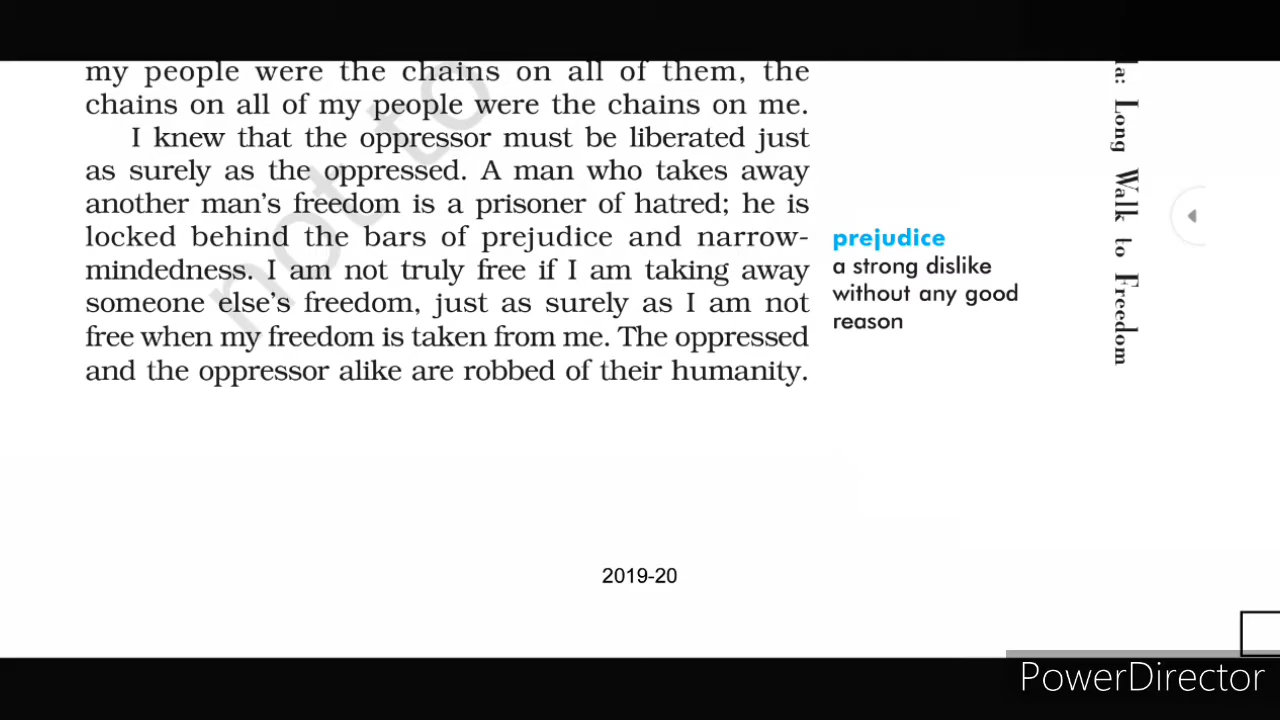 my people were the chains on all of them, the
chains on all of my people were the chains on me.
I knew that the oppressor must be liberated just
as surely as the oppressed. A man who takes away
another man's freedom is a prisoner of hatred; he is
locked behind the bars of prejudice and narrow-
mindedness. I am not truly free if I am taking away
someone else's freedom, just as surely as I am not
free when my freedom is taken from me. The oppressed
and the oppressor alike are robbed of their humanity.
prejudice
a strong dislike
without any good
reason
la: Long Walk to Freedom
not to
2019-20
PowerDirector